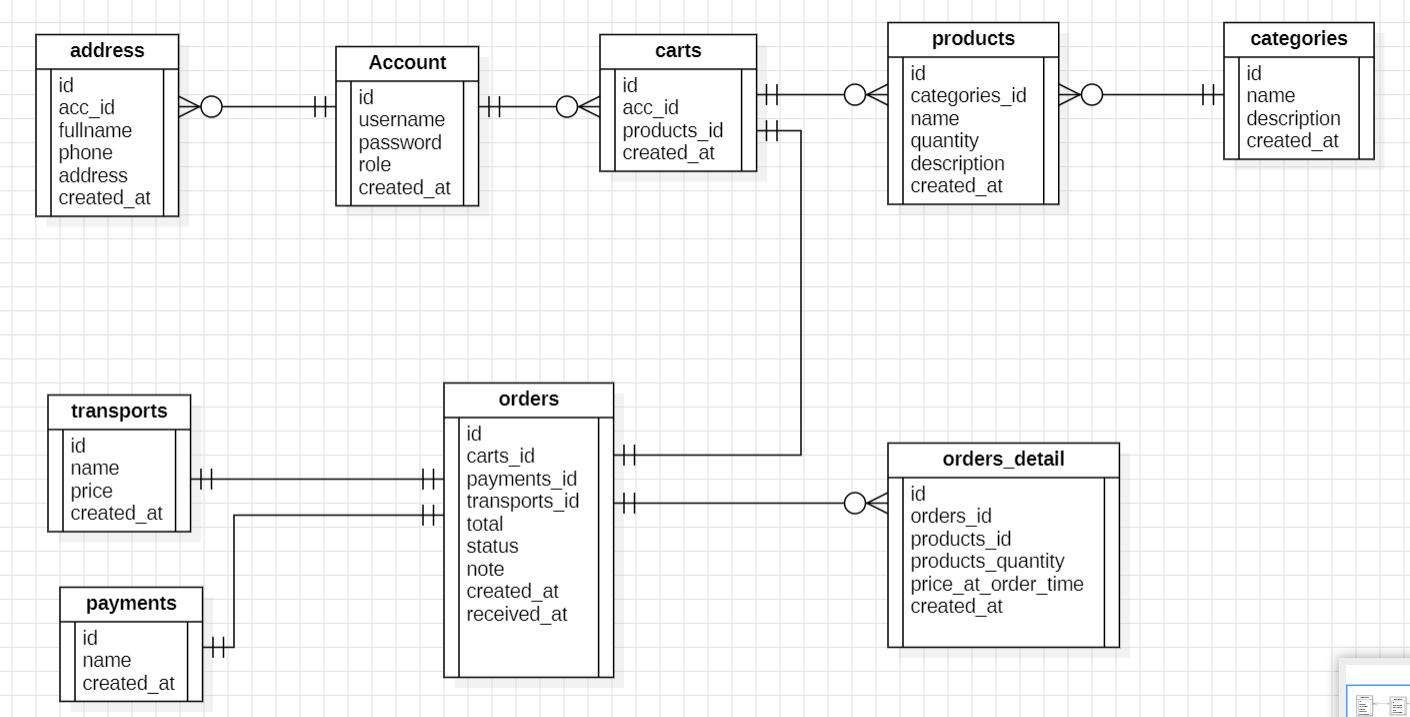 address
id
acc_id
fullname
phone
address
created_at
Account
id
username
password
role
created_at
carts
id
acc_id
products_id
created_at
products
id
categories_id
name
quantity
description
created_at
categories
id
name
description
created_at
transports
id
name
price
created_at
payments
id
name
created_at
orders
id
carts_id
payments_id
transports_id
total
status
note
created_at
received_at
orders_detail
id
orders_id
products_id
products_quantity
price_at_order_time
created_at